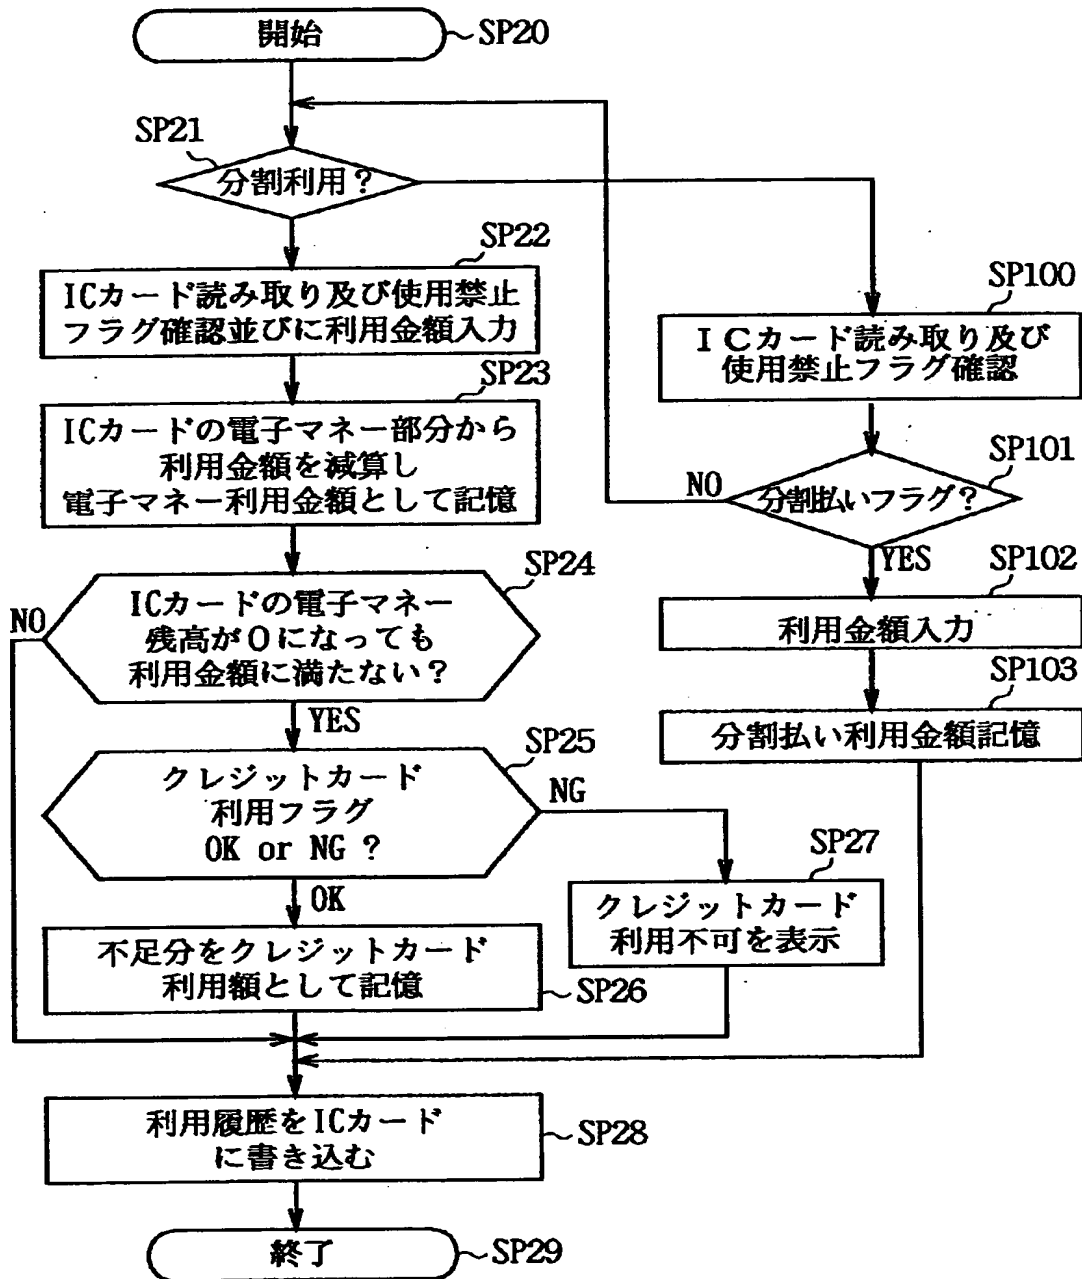 開始
SP20
SP21
分割利用？
SP22
ICカード読み取り及び使用禁止
フラグ確認並びに利用金額入力
SP23
ICカードの電子マネー部分から
利用金額を減算し
電子マネー利用金額として記憶
SP24
NO
ICカードの電子マネー
残高が０になっても
利用金額に満たない？
YES
SP25
クレジットカード
利用フラグ
OK or NG ？
NG
OK
不足分をクレジットカード
利用額として記憶
SP26
SP27
クレジットカード
利用不可を表示
SP100
ＩＣカード読み取り及び
使用禁止フラグ確認
SP101
NO
分割払いフラグ？
YES
SP102
利用金額入力
SP103
分割払い利用金額記憶
利用履歴をICカード
に書き込む
SP28
終了
SP29